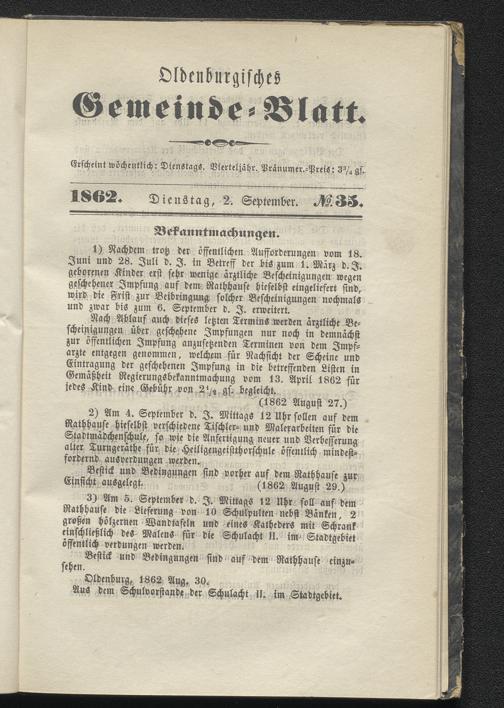 Oldenburgisches
Gemeinde-Blatt.
Erscheint wöchentlich: Dienstags. Vierteljähr. Pränumer.-Preis: 3¾ gs.
1862. Dienstag, 2. September. №. 35.
Bekanntmachungen.
1) Nachdem trotz der öffentlichen Aufforderungen vom 18.
Juni und 28. Juli d. J. in Betreff der bis zum 1. März d. J.
geborenen Kinder erst sehr wenige ärztliche Bescheinigungen wegen
geschehener Impfung auf dem Rathhause hieselbst eingeliefert sind,
wird die Frist zur Beibringung solcher Bescheinigungen nochmals
und zwar bis zum 6. September d. J. erweitert.
Nach Ablauf auch dieses letzten Termins werden ärztliche Be-
scheinigungen über geschehene Impfungen nur noch in demnächst
zur öffentlichen Impfung anzusetzenden Terminen von dem Impf-
arzte entgegen genommen, welchem für Nachsicht der Scheine und
Eintragung der geschehenen Impfung in die betreffenden Listen in
Gemäßheit Regierungsbekanntmachung vom 13. April 1862 für
jedes Kind eine Gebühr von 2½ gs. begleicht.
(1862 August 27.)
2) Am 4. September d. J. Mittags 12 Uhr sollen auf dem
Rathhause hieselbst verschiedene Tischler- und Malerarbeiten für die
Stadtmädchenschule, so wie die Anfertigung neuer und Verbesserung
alter Turngeräthe für die Heiligengeistthorschule öffentlich mindest-
fordernd ausverdungen werden.
Bestick und Bedingungen sind vorher auf dem Rathhause zur
Einsicht ausgelegt. (1862 August 29.)
3) Am 5. September d. J. Mittags 12 Uhr soll auf dem
Rathhause die Lieferung von 10 Schulpulten nebst Bänken, 2
großen hölzernen Wandtafeln und eines Katheders mit Schrank
einschließlich des Malens für die Schulacht II. im Stadtgebiet
öffentlich verdungen werden.
Bestick und Bedingungen sind auf dem Rathhause einzu-
sehen.
Oldenburg, 1862 Aug. 30.
Aus dem Schulvorstande der Schulacht II. im Stadtgebiet.